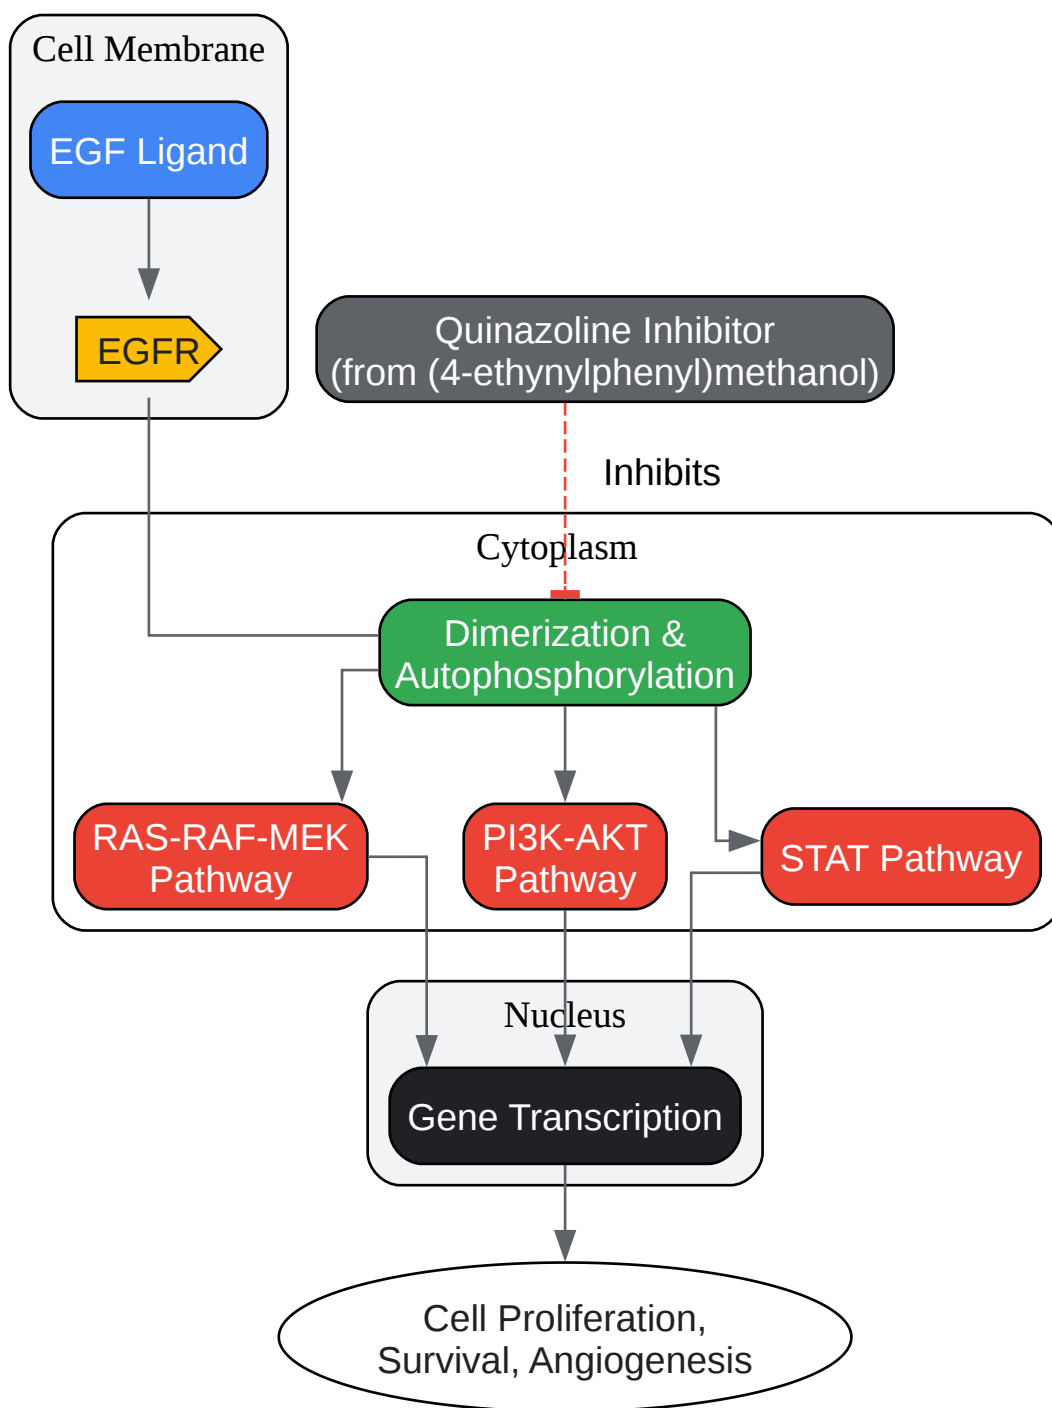 Cell Membrane
EGF Ligand
EGFR
Quinazoline Inhibitor
(from (4-ethynylphenyl)methanol)
Inhibits
Cytoplasm
Dimerization &
Autophosphorylation
RAS-RAF-MEK
Pathway
PI3K-AKT
Pathway
STAT Pathway
Nucleus
Gene Transcription
Cell Proliferation,
Survival, Angiogenesis